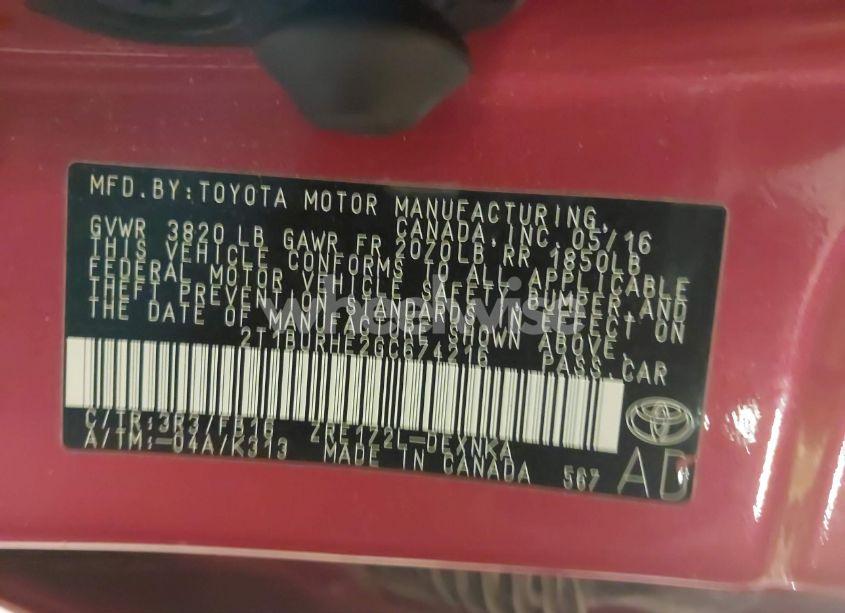 MFD.BY:TOYOTA MOTOR MANUFACTURING,
CANADA, INC. 05/16
GVWR 3820 LB GAWR FR 2070LB RR 1850LB
THIS VEHICLE CONFORMS TO ALL APPLICABLE
FEDERAL MOTOR VEHICLE SAFETY, BUMPER, AND
THEFT PREVENTION STANDARDS IN EFFECT ON
THE DATE OF MANUFACTURE SHOWN ABOVE.
2T1BURHE2GC674216 PASS.CAR
C/TR:3R3/FB16 ZRE172L-DEXNKA
A/TM:-04A/K313 MADE IN CANADA 567
AD
wheelwise